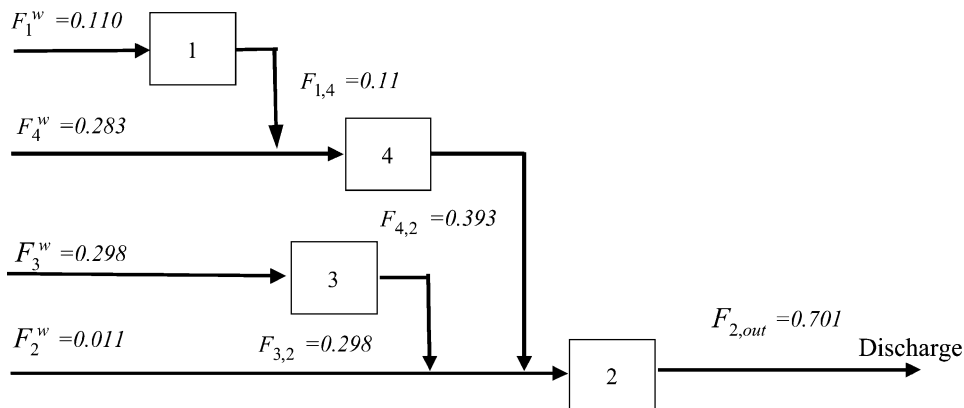 F₁ʷ =0.110
1
F₁,₄ =0.11
F₄ʷ =0.283
4
F₄,₂ =0.393
F₃ʷ =0.298
3
F₂,out =0.701
F₂ʷ =0.011
F₃,₂ =0.298
Discharge
2